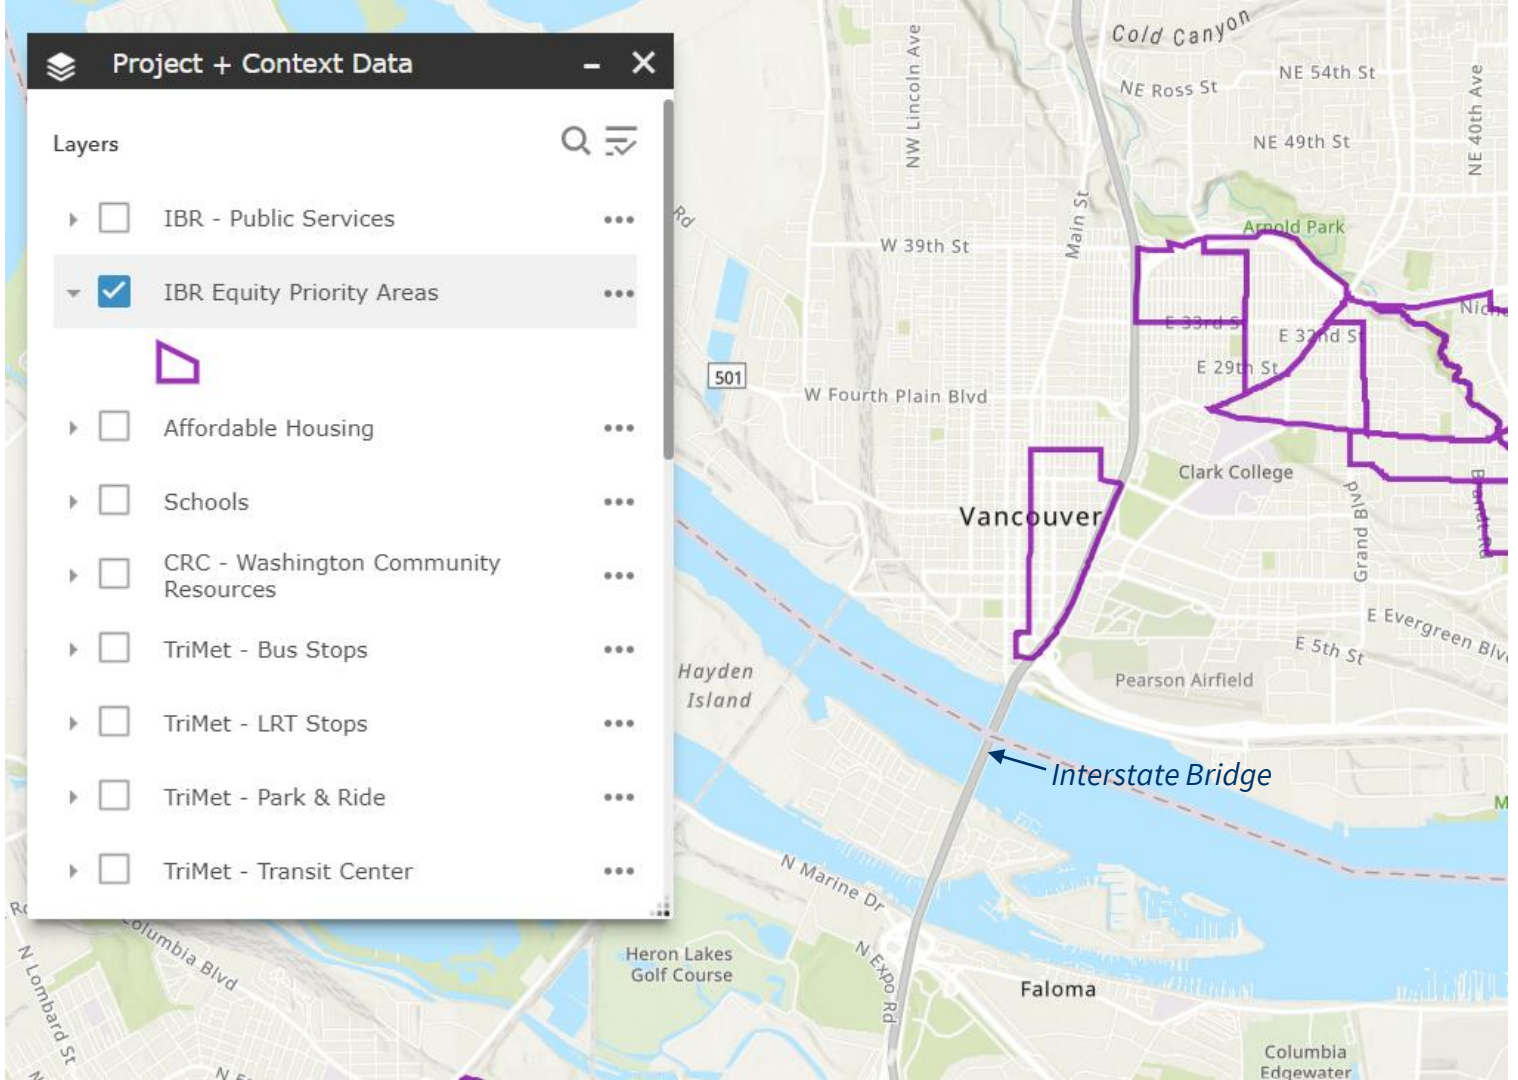 Project + Context Data
Layers
IBR - Public Services
IBR Equity Priority Areas
Affordable Housing
Schools
CRC - Washington Community
Resources
TriMet - Bus Stops
TriMet - LRT Stops
TriMet - Park & Ride
TriMet - Transit Center
Cold Canyon
NW Lincoln Ave
NE Ross St
NE 54th St
NE 49th St
NE 40th Ave
Rd
Main St
W 39th St
Arnold Park
E 33rd S
E 32nd St
E 29th St
501
W Fourth Plain Blvd
Clark College
Vancouver
Grand Blvd
Brandt Rd
E Evergreen Blv
E 5th St
Hayden
Island
Pearson Airfield
Interstate Bridge
N Marine Dr
Columbia Blvd
N Lombard St
Heron Lakes
Golf Course
N Expo Rd
Faloma
Columbia
Edgewater